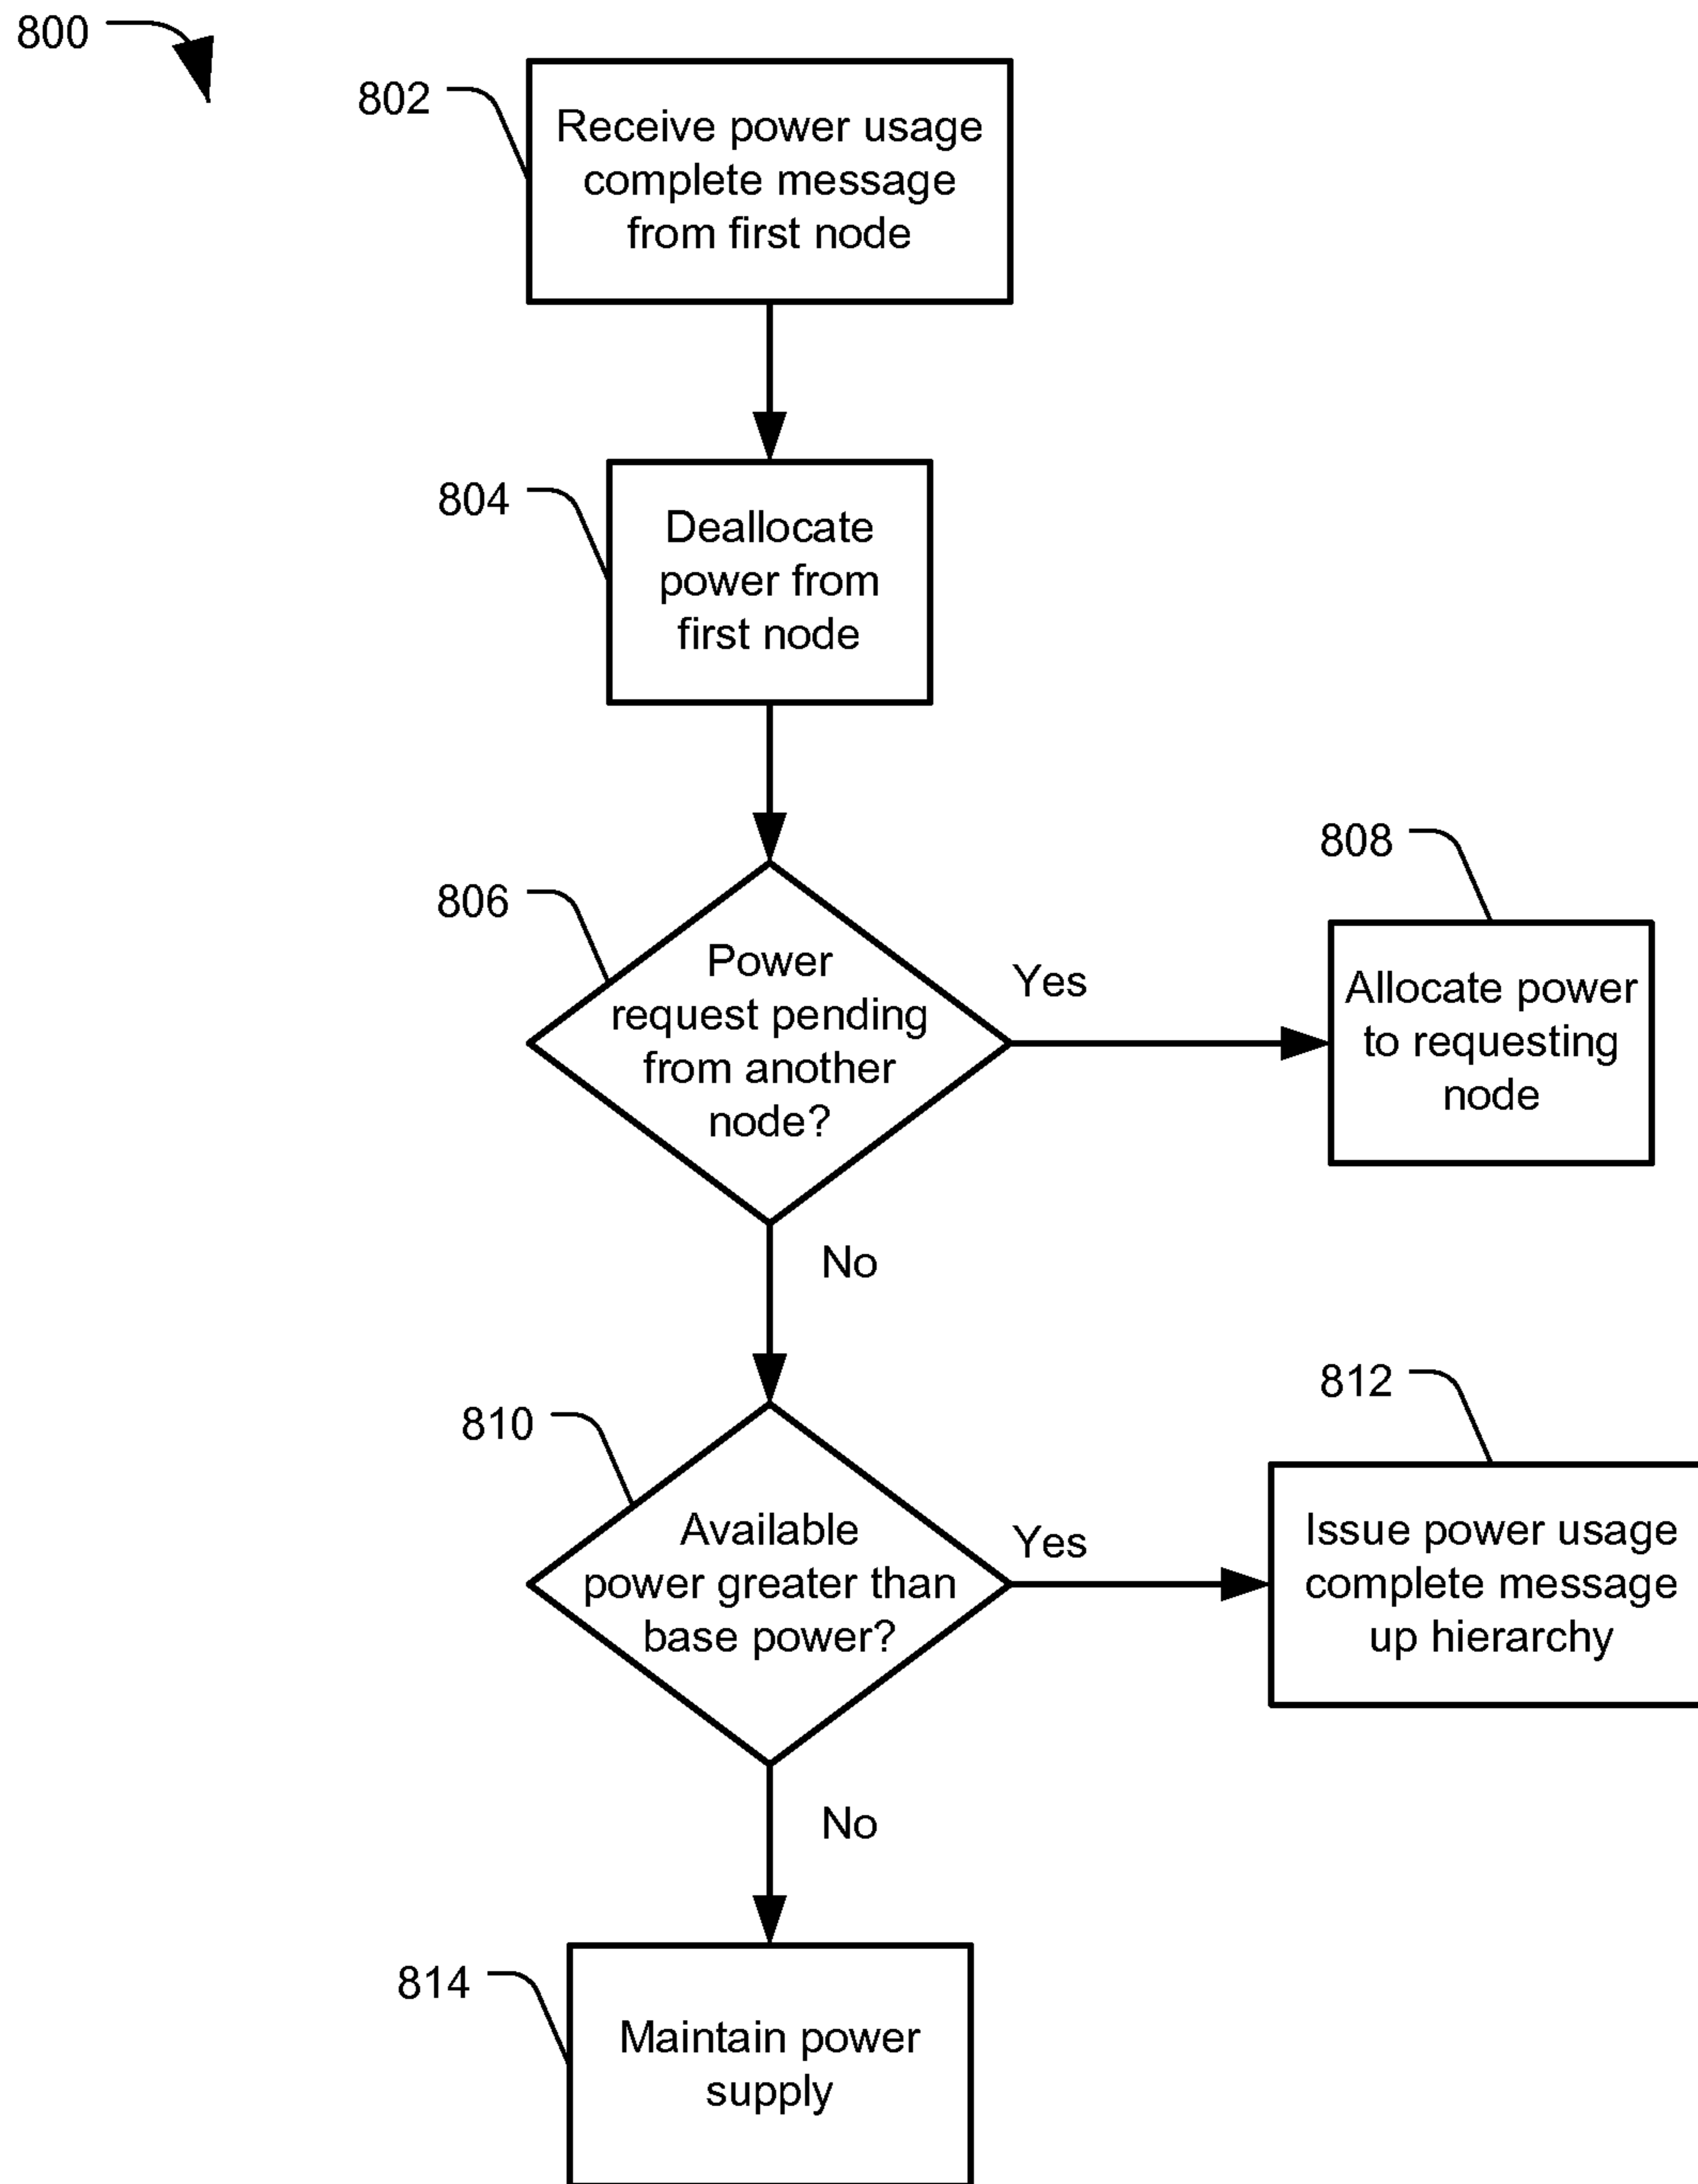 800
802
Receive power usage
complete message
from first node
804
Deallocate
power from
first node
806
Power
request pending
from another
node?
Yes
808
Allocate power
to requesting
node
No
810
Available
power greater than
base power?
Yes
812
Issue power usage
complete message
up hierarchy
No
814
Maintain power
supply